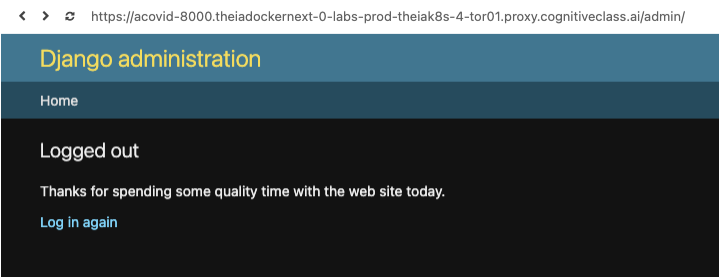 https://acovid-8000.theiadockernext-0-labs-prod-theiak8s-4-tor01.proxy.cognitiveclass.ai/admin/
Django administration
Home
Logged out
Thanks for spending some quality time with the web site today.
Log in again